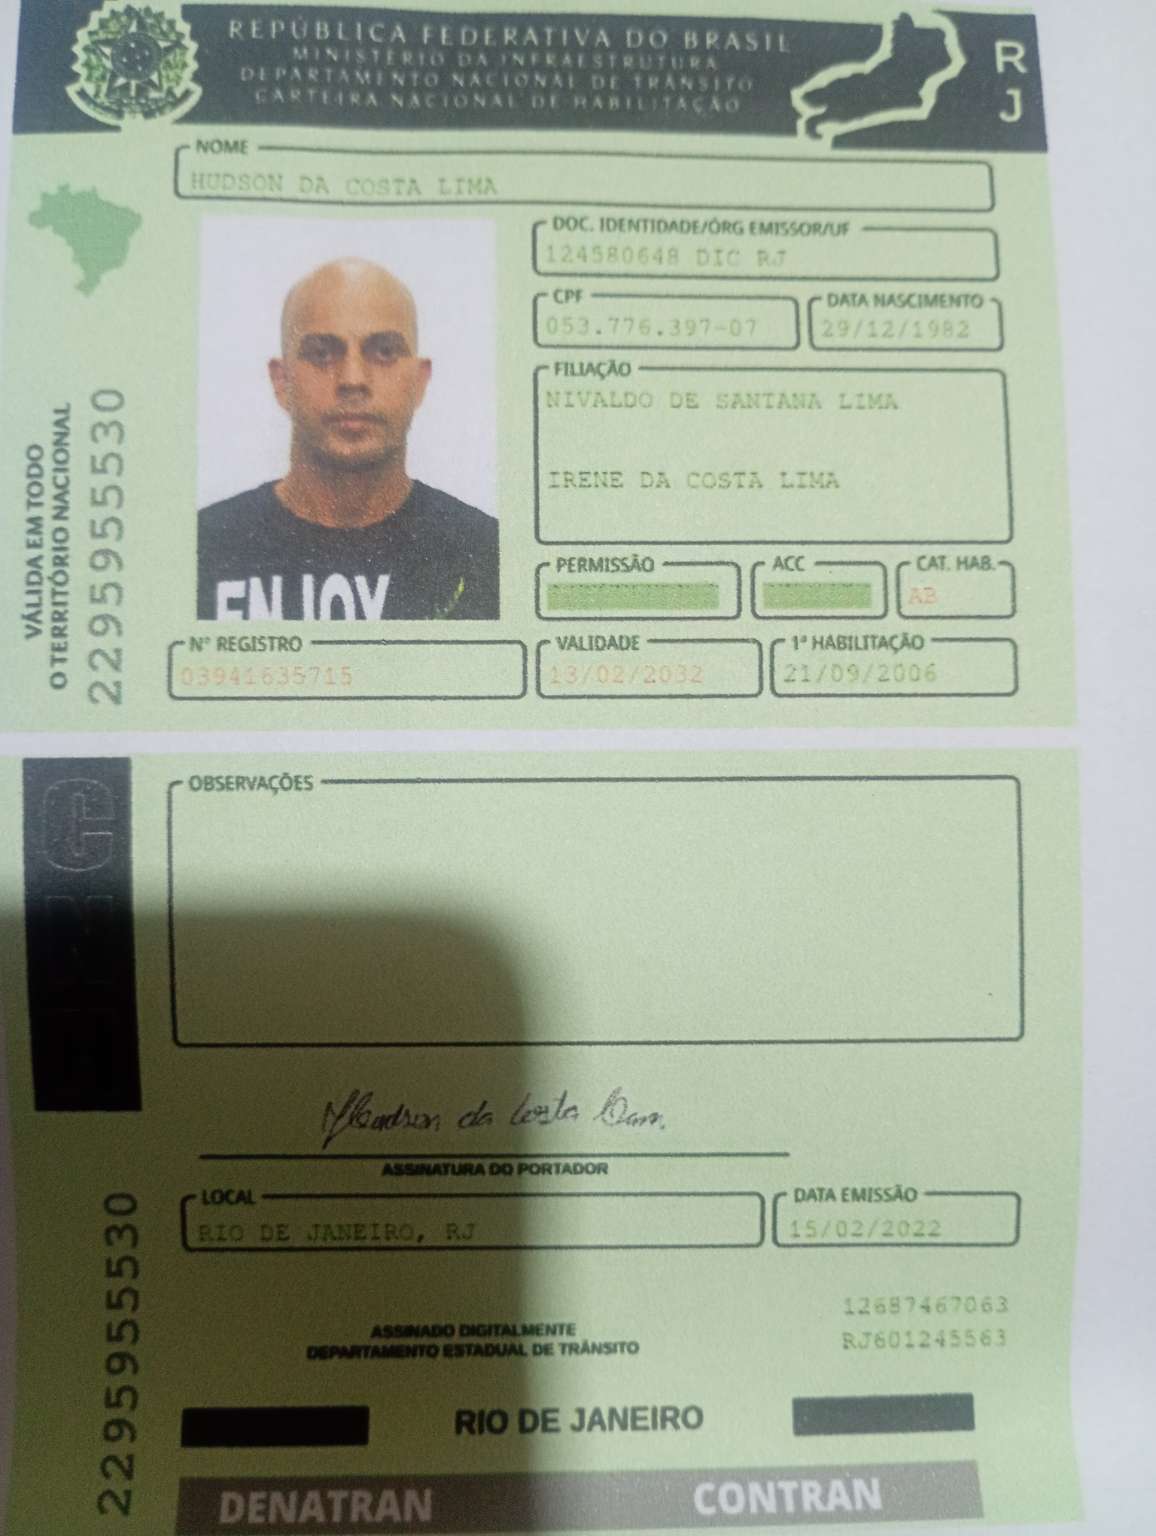 REPÚBLICA FEDERATIVA DO BRASIL
MINISTÉRIO DA INFRAESTRUTURA
DEPARTAMENTO NACIONAL DE TRÂNSITO
CARTEIRA NACIONAL DE HABILITAÇÃO
RJ
NOME
HUDSON DA COSTA LIMA
DOC. IDENTIDADE/ÓRG EMISSOR/UF
124580648 DIC RJ
CPF
053.776.397-07
DATA NASCIMENTO
29/12/1982
FILIAÇÃO
NIVALDO DE SANTANA LIMA
IRENE DA COSTA LIMA
PERMISSÃO
ACC
CAT. HAB.
AB
Nº REGISTRO
03941635715
VALIDADE
13/02/2032
1ª HABILITAÇÃO
21/09/2006
VÁLIDA EM TODO
O TERRITÓRIO NACIONAL
2295955530
ENJOY
OBSERVAÇÕES
Hudson da Costa Lima
ASSINATURA DO PORTADOR
LOCAL
RIO DE JANEIRO, RJ
DATA EMISSÃO
15/02/2022
12687467063
RJ601245563
ASSINADO DIGITALMENTE
DEPARTAMENTO ESTADUAL DE TRÂNSITO
2295955530
RIO DE JANEIRO
DENATRAN
CONTRAN